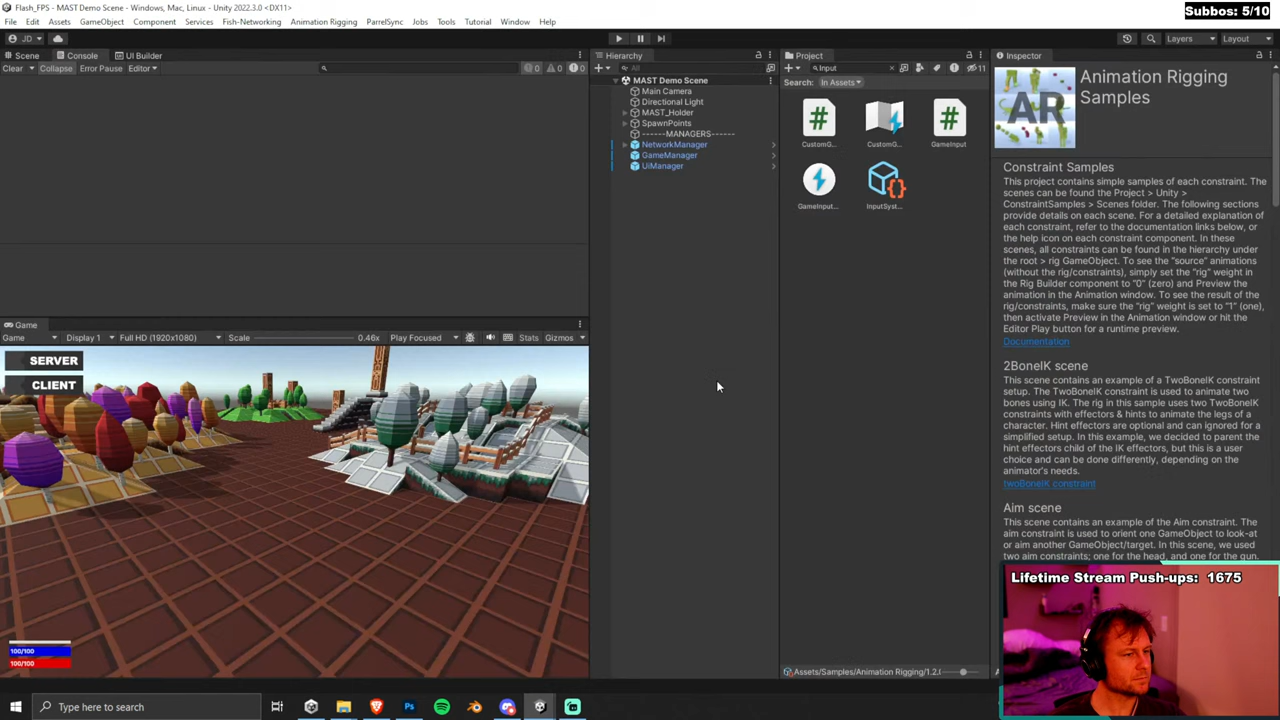 Flash_FPS - MAST Demo Scene - Windows, Mac, Linux - Unity 2022.3.0 <DX11>
Subbos: 5/10
File Edit Assets GameObject Component Services Fish-Networking Animation Rigging ParrelSync Jobs Tools Tutorial Window Help
JD
Layers Layout
Scene Console UI Builder
Hierarchy
Project
Inspector
Clear Collapse Error Pause Editor
0 0 0
All
Input
11
MAST Demo Scene
Main Camera
Directional Light
MAST_Holder
SpawnPoints
------MANAGERS------
NetworkManager
GameManager
UiManager
Search: In Assets
CustomG... CustomG... GameInput
GameInput... InputSyst...
AR
Animation Rigging
Samples
Constraint Samples
This project contains simple samples of each constraint. The
scenes can be found the Project > Unity >
ConstraintSamples > Scenes folder. The following sections
provide details on each scene. For a detailed explanation of
each constraint, refer to the documentation links below, or
the help icon on each constraint component. In these
scenes, all constraints can be found in the hierarchy under
the root > rig GameObject. To see the "source" animations
(without the rig/constraints), simply set the "rig" weight in
the Rig Builder component to "0" (zero) and Preview the
animation in the Animation window. To see the result of the
rig/constraints, make sure the "rig" weight is set to "1" (one),
then activate Preview in the Animation window or hit the
Editor Play button for a runtime preview.
Documentation
2BoneIK scene
This scene contains an example of a TwoBoneIK constraint
setup. The TwoBoneIK constraint is used to animate two
bones using IK. The rig in this sample uses two TwoBoneIK
constraints with effectors & hints to animate the legs of a
character. Hint effectors are optional and can ignored for a
simplified setup. In this example, we decided to parent the
hint effectors child of the IK effectors, but this is a user
choice and can be done differently, depending on the
animator's needs.
twoBoneIK constraint
Aim scene
This scene contains an example of the Aim constraint. The
aim constraint is used to orient one GameObject to look-at
or aim another GameObject/target. In this scene, we used
two aim constraints; one for the head, and one for the gun.
Game
Game Display 1 Full HD (1920x1080) Scale 0.46x Play Focused Stats Gizmos
SERVER
CLIENT
100/100
100/100
Lifetime Stream Push-ups: 1675
Assets/Samples/Animation Rigging/1.2.0
Type here to search